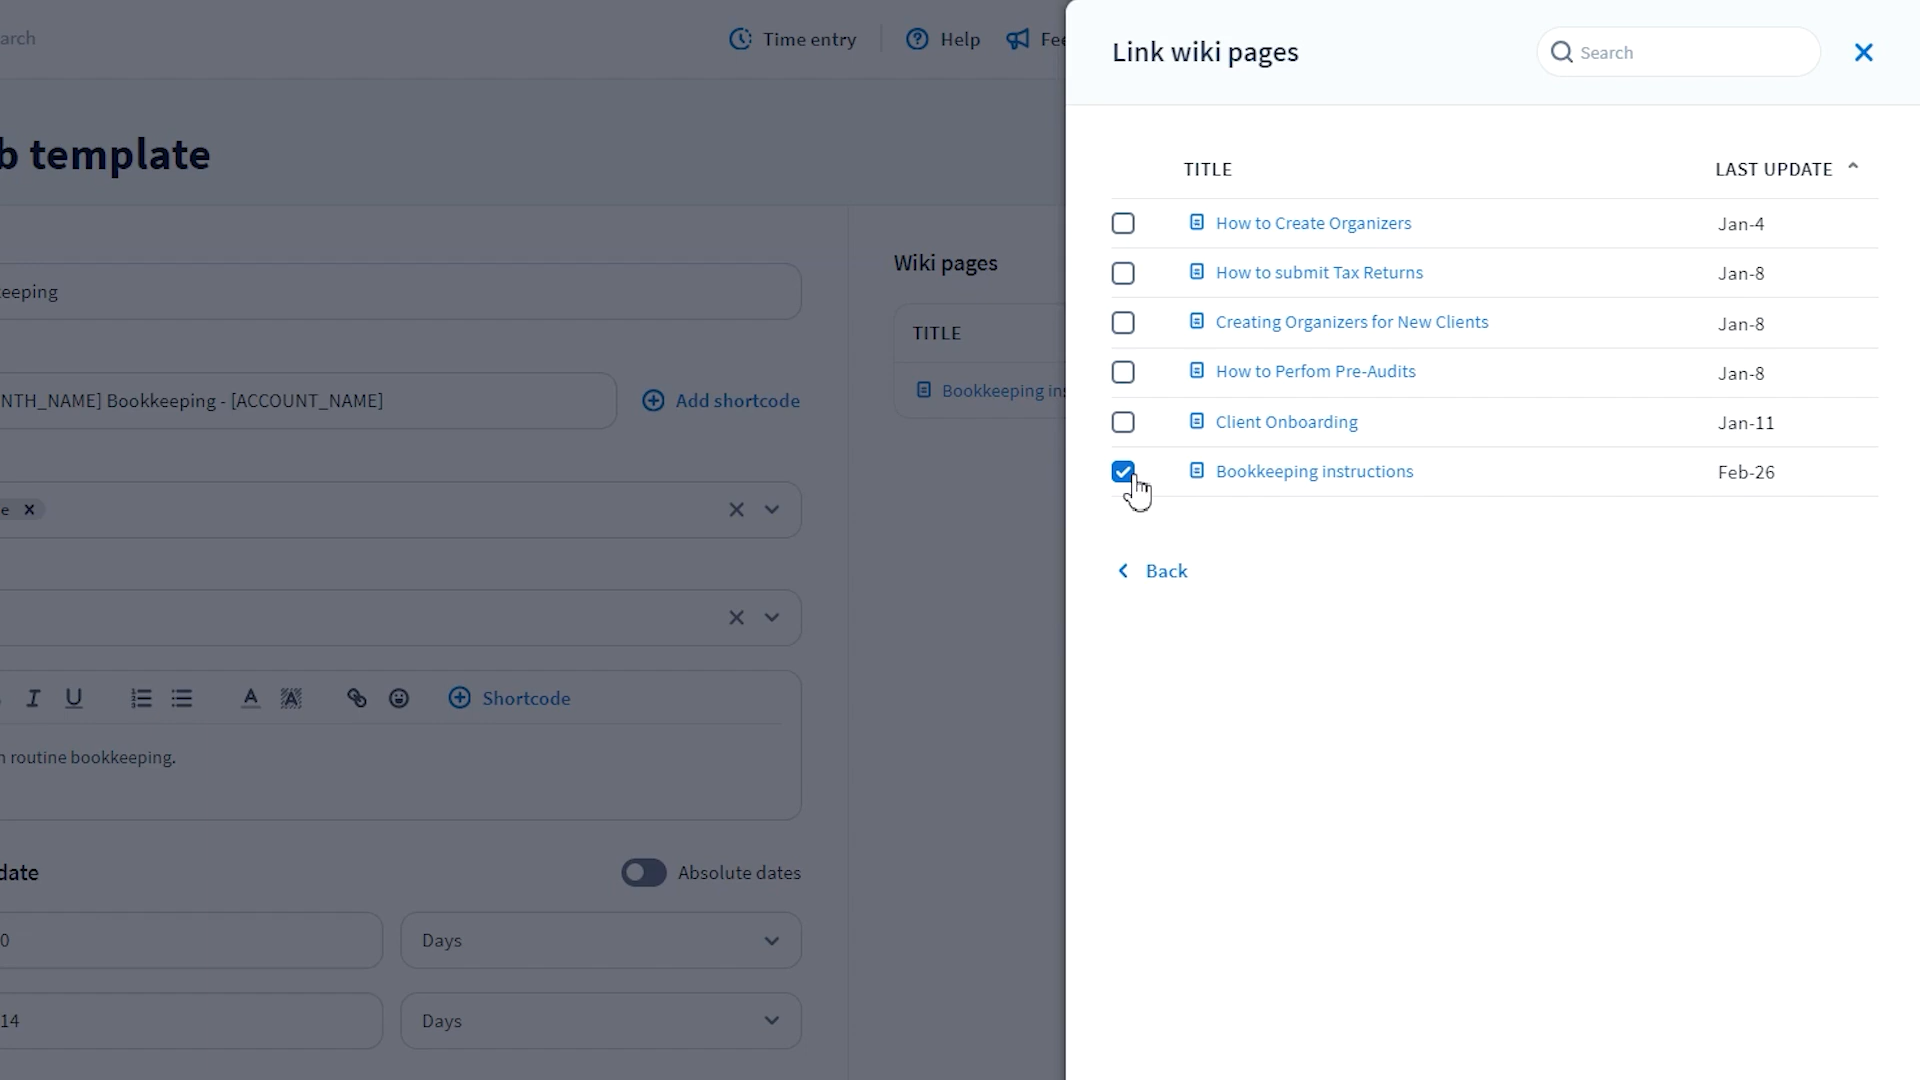 arch
Time entry
Help
Fee
b template
eeping
NTH_NAME] Bookkeeping - [ACCOUNT_NAME]
Add shortcode
e
Shortcode
n routine bookkeeping.
date
Absolute dates
0
Days
14
Days
Wiki pages
TITLE
Bookkeeping in
Link wiki pages
Search
TITLE
LAST UPDATE
How to Create Organizers
Jan-4
How to submit Tax Returns
Jan-8
Creating Organizers for New Clients
Jan-8
How to Perfom Pre-Audits
Jan-8
Client Onboarding
Jan-11
Bookkeeping instructions
Feb-26
Back